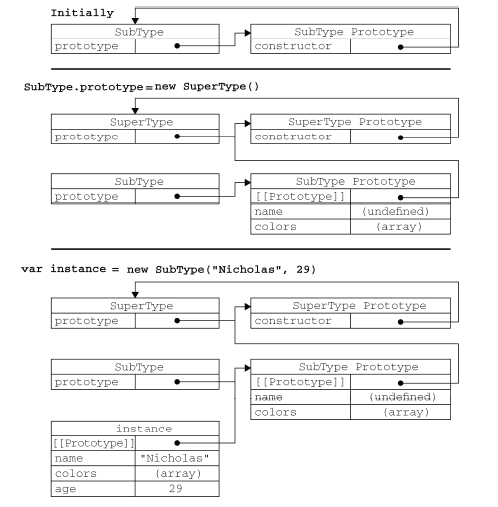 Initially
SubType
SubType Prototype
prototype
constructor
SubType.prototype=new SuperType()
SuperType
SuperType Prototype
prototype
constructor
SubType
SubType Prototype
prototype
[[Prototype]]
name
(undefined)
colors
(array)
var instance = new SubType("Nicholas", 29)
SuperType
SuperType Prototype
prototype
constructor
SubType
SubType Prototype
prototype
[[Prototype]]
name
(undefined)
colors
(array)
instance
[[Prototype]]
name
"Nicholas"
colors
(array)
age
29